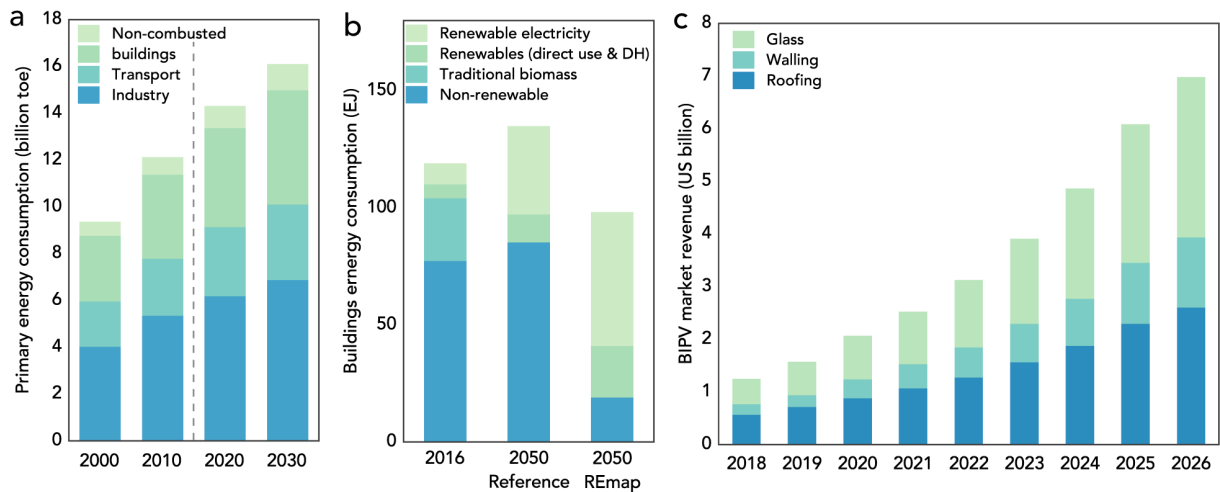 a
Primary energy consumption (billion toe)
18
16
14
12
10
8
6
4
2
0
Non-combusted
buildings
Transport
Industry
2000 2010 2020 2030
b
Buildings ernergy consumption (EJ)
150
100
50
0
Renewable electricity
Renewables (direct use & DH)
Traditional biomass
Non-renewable
2016 2050 2050
Reference REmap
c
BIPV market revenue (US billion)
8
7
6
5
4
3
2
1
0
Glass
Walling
Roofing
2018 2019 2020 2021 2022 2023 2024 2025 2026